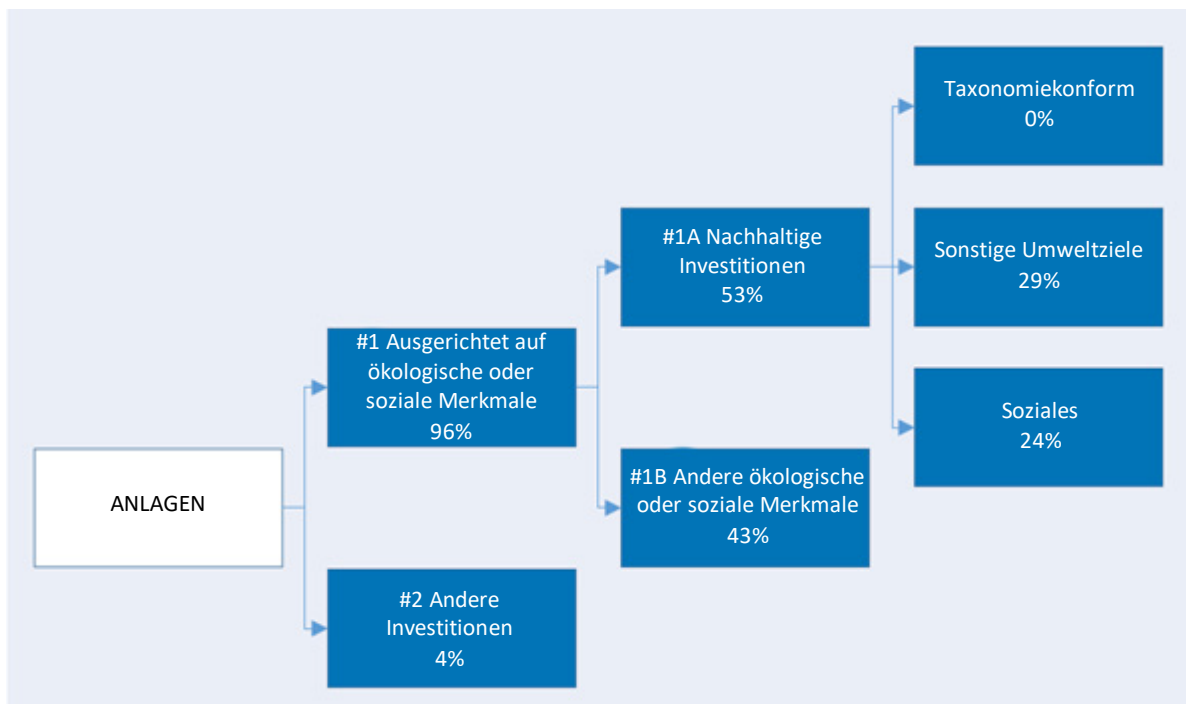 ANLAGEN
#1 Ausgerichtet auf
ökologische oder
soziale Merkmale
96%
#2 Andere
Investitionen
4%
#1A Nachhaltige
Investitionen
53%
#1B Andere ökologische
oder soziale Merkmale
43%
Taxonomiekonform
0%
Sonstige Umweltziele
29%
Soziales
24%